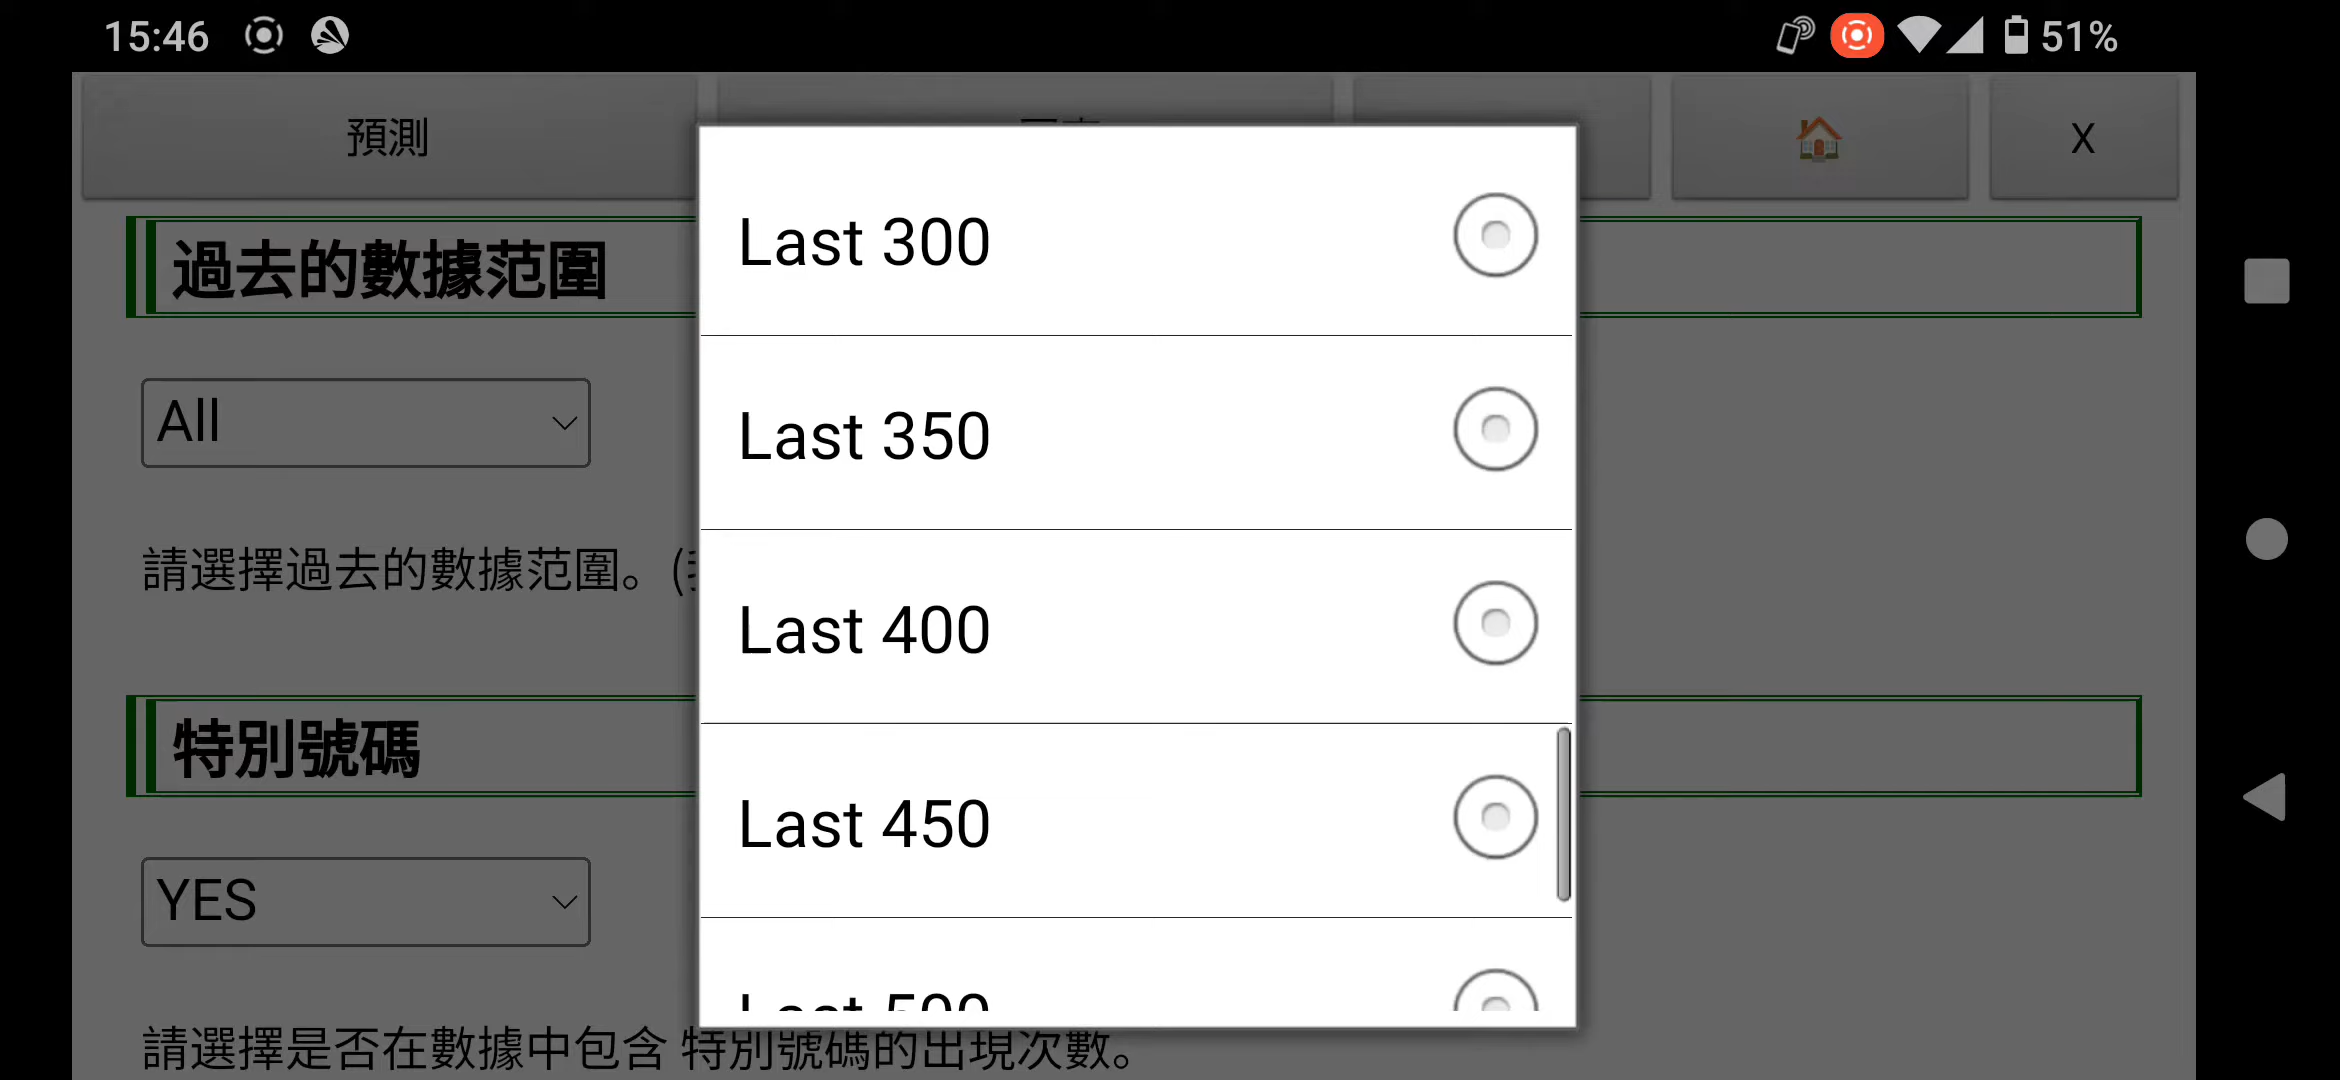 15:46
51%
預測
X
過去的數據范圍
All
請選擇過去的數據范圍。(
特別號碼
YES
請選擇是否在數據中包含 特別號碼的出現次數。
Last 300
Last 350
Last 400
Last 450
Last 500